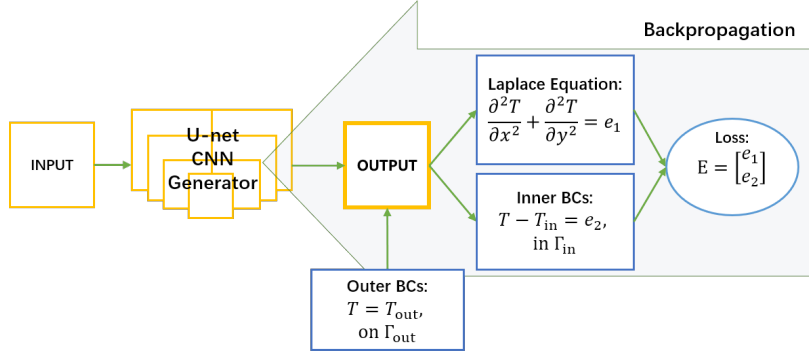 Backpropagation
INPUT
U-net
CNN
Generator
OUTPUT
Outer BCs:
T = T_out,
on Γ_out
Laplace Equation:
∂²T/∂x² + ∂²T/∂y² = e₁
Inner BCs:
T − T_in = e₂,
in Γ_in
Loss:
E = [e₁ e₂]